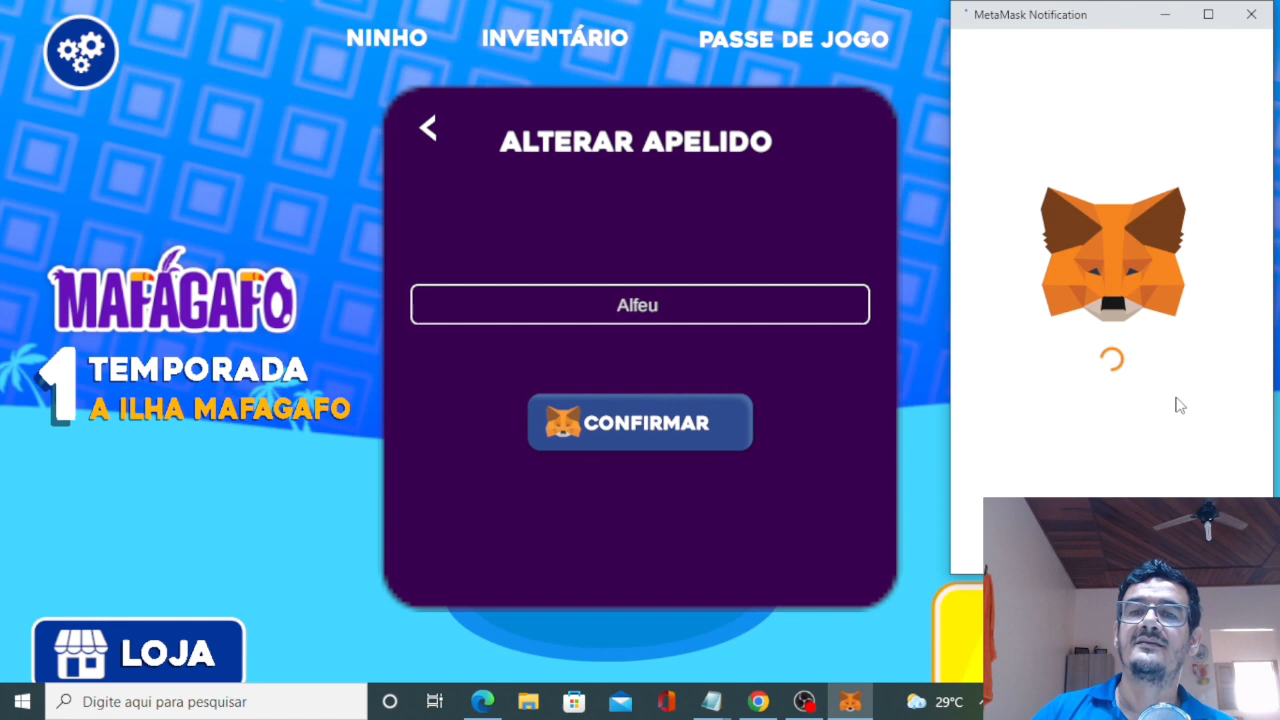 NINHO
INVENTÁRIO
PASSE DE JOGO
MetaMask Notification
ALTERAR APELIDO
Alfeu
CONFIRMAR
MAFAGAFO
1 TEMPORADA
A ILHA MAFAGAFO
LOJA
Digite aqui para pesquisar
29°C